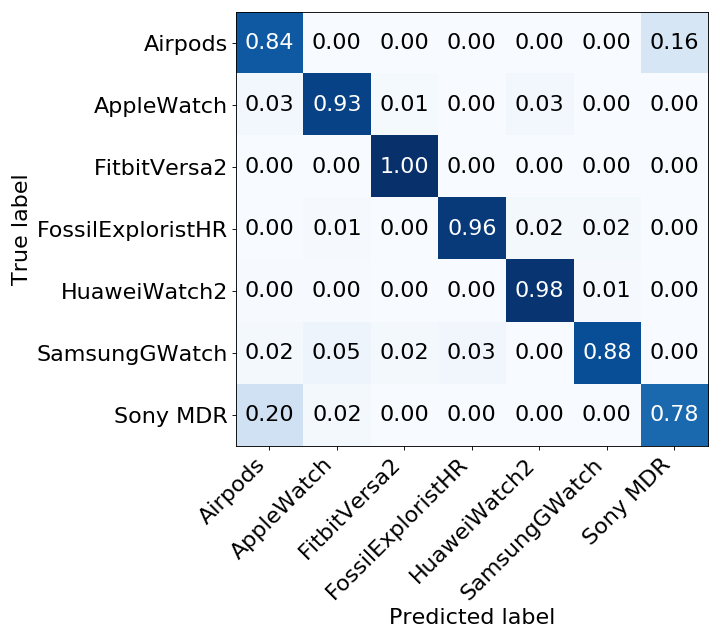 Airpods 0.84 0.00 0.00 0.00 0.00 0.00 0.16
AppleWatch 0.03 0.93 0.01 0.00 0.03 0.00 0.00
FitbitVersa2 0.00 0.00 1.00 0.00 0.00 0.00 0.00
FossilExploristHR 0.00 0.01 0.00 0.96 0.02 0.02 0.00
HuaweiWatch2 0.00 0.00 0.00 0.00 0.98 0.01 0.00
SamsungGWatch 0.02 0.05 0.02 0.03 0.00 0.88 0.00
Sony MDR 0.20 0.02 0.00 0.00 0.00 0.00 0.78
True label
Airpods
AppleWatch
FitbitVersa2
FossilExploristHR
HuaweiWatch2
SamsungGWatch
Sony MDR
Predicted label